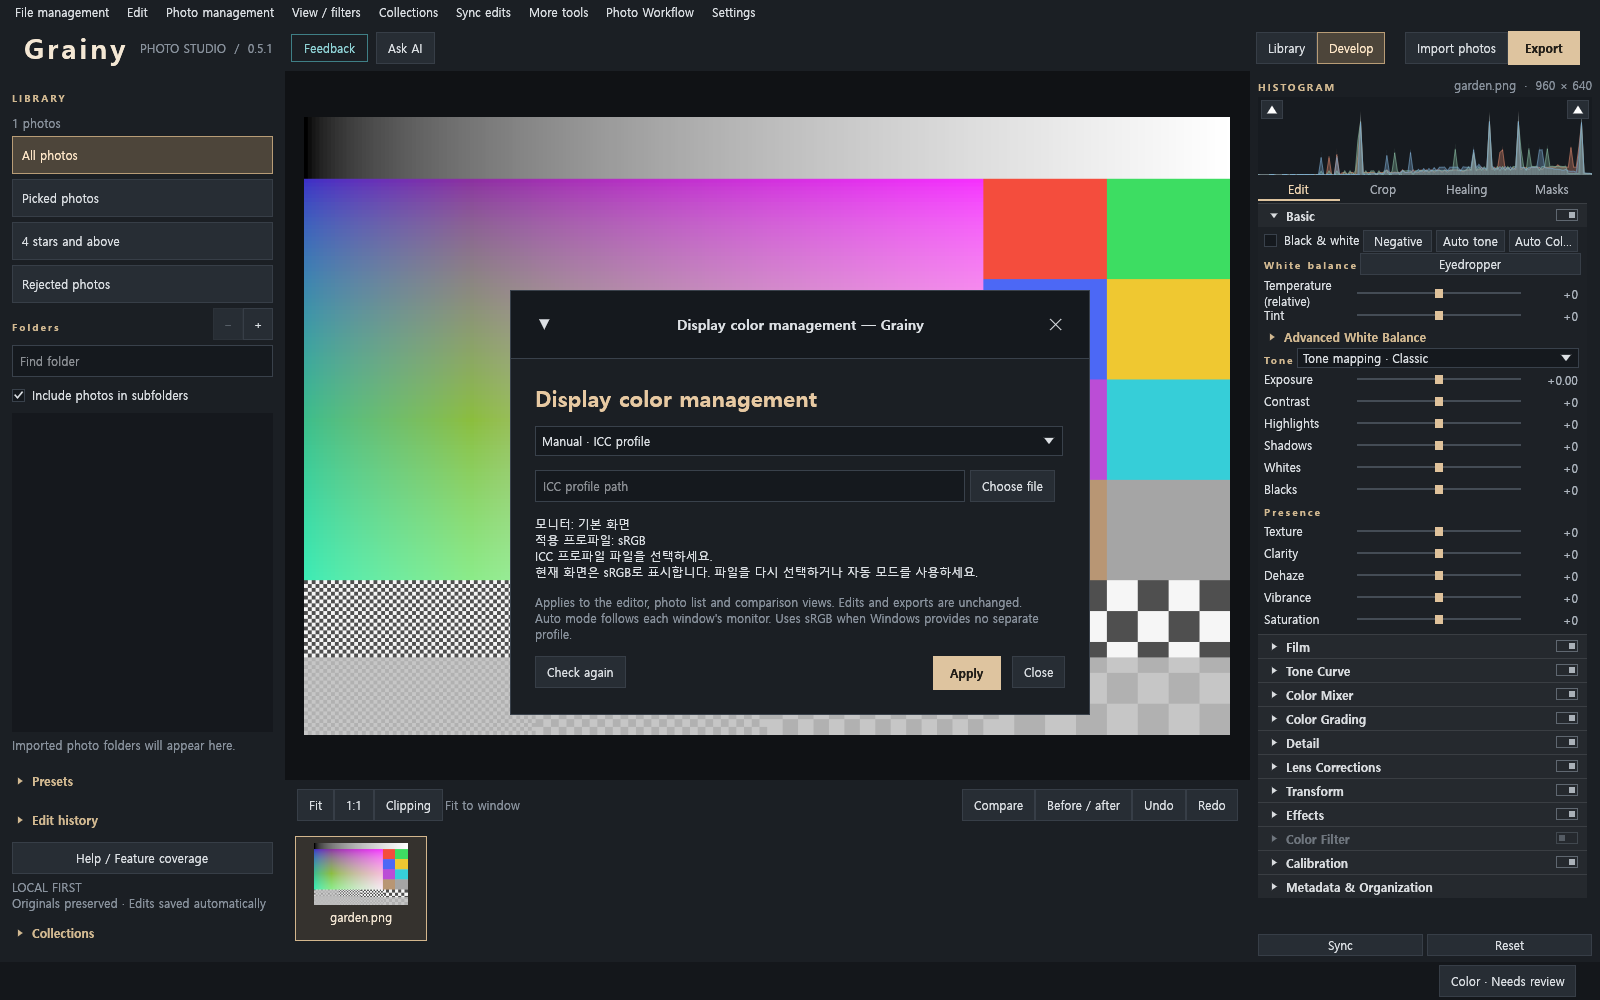 File management Edit Photo management View / filters Collections Sync edits More tools Photo Workflow Settings
Grainy PHOTO STUDIO / 0.5.1 Feedback Ask AI Library Develop Import photos Export
LIBRARY
1 photos
All photos
Picked photos
4 stars and above
Rejected photos
Folders − +
Find folder
Include photos in subfolders
Imported photo folders will appear here.
Presets
Edit history
Help / Feature coverage
LOCAL FIRST
Originals preserved · Edits saved automatically
Collections
Display color management — Grainy
Display color management
Manual · ICC profile
ICC profile path Choose file
모니터: 기본 화면
적용 프로파일: sRGB
ICC 프로파일 파일을 선택하세요.
현재 화면은 sRGB로 표시합니다. 파일을 다시 선택하거나 자동 모드를 사용하세요.
Applies to the editor, photo list and comparison views. Edits and exports are unchanged.
Auto mode follows each window's monitor. Uses sRGB when Windows provides no separate
profile.
Check again Apply Close
Fit 1:1 Clipping Fit to window Compare Before / after Undo Redo
garden.png
HISTOGRAM garden.png · 960 × 640
Edit Crop Healing Masks
Basic
Black & white Negative Auto tone Auto Col...
White balance Eyedropper
Temperature
(relative) +0
Tint +0
Advanced White Balance
Tone Tone mapping · Classic
Exposure +0.00
Contrast +0
Highlights +0
Shadows +0
Whites +0
Blacks +0
Presence
Texture +0
Clarity +0
Dehaze +0
Vibrance +0
Saturation +0
Film
Tone Curve
Color Mixer
Color Grading
Detail
Lens Corrections
Transform
Effects
Color Filter
Calibration
Metadata & Organization
Sync Reset
Color · Needs review